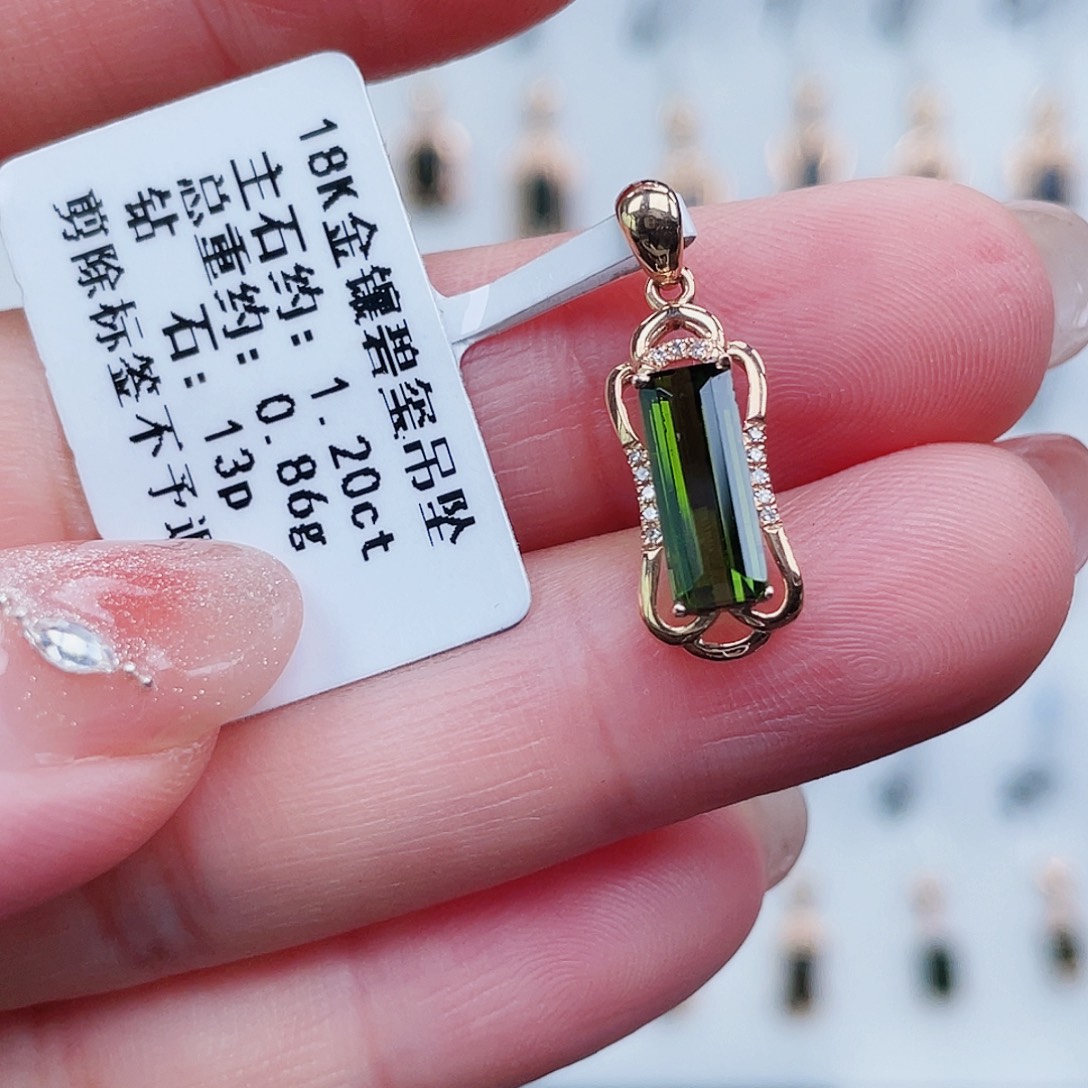 18K金镶碧玺吊坠
主石约: 1.20ct
总重约: 0.86g
钻 石: 13p
剪除标签不予退